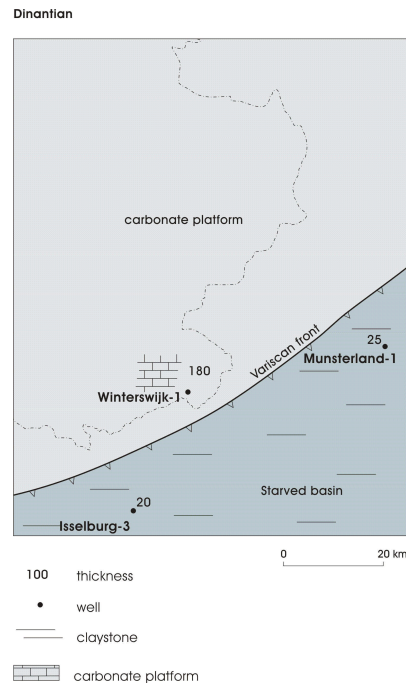 Dinantian
carbonate platform
Variscan front
25
Munsterland-1
180
Winterswijk-1
Starved basin
20
Isselburg-3
0 20 km
100 thickness
well
claystone
carbonate platform